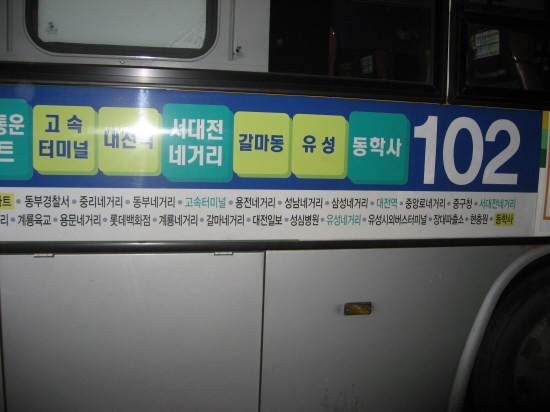 통운 고속 대전역 서대전 갈마동 유성 동학사 102
트 터미널 네거리
아트 • 동부경찰서 • 중리네거리 • 동부네거리 • 고속터미널 • 용전네거리 • 성남네거리 • 삼성네거리 • 대전역 • 중앙로네거리 • 중구청 • 서대전네거리
리 • 계룡육교 • 용문네거리 • 롯데백화점 • 계룡네거리 • 갈마네거리 • 대전일보 • 성심병원 • 유성네거리 • 유성시외버스터미널 • 장대파출소 • 현충원 • 동학사